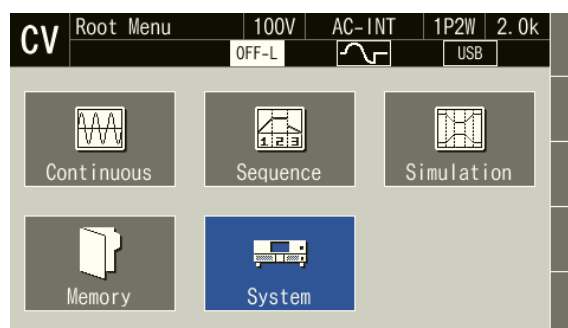 CV Root Menu 100V AC-INT 1P2W 2.0k
OFF-L USB
1 2 3
Continuous Sequence Simulation
Memory System